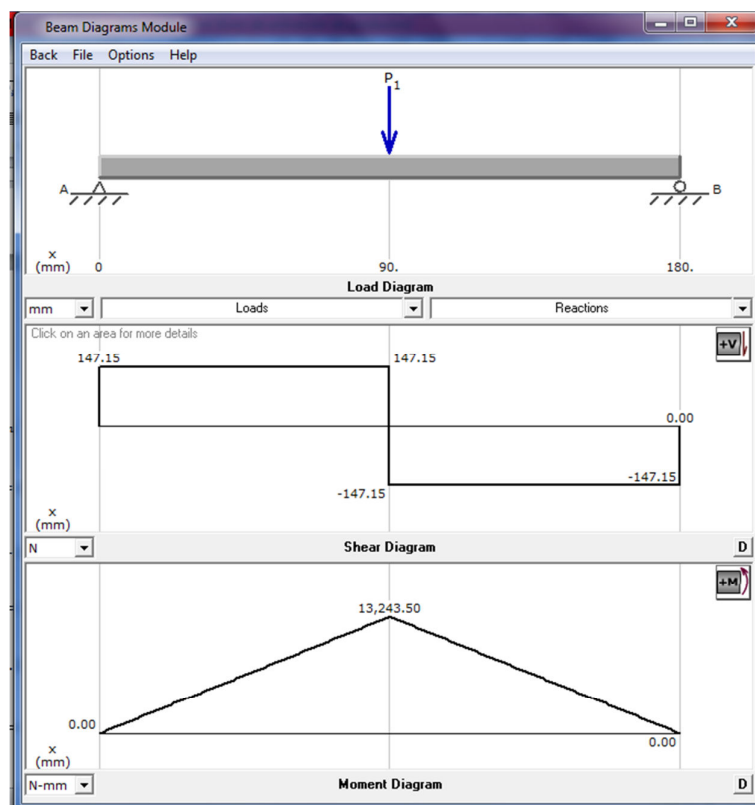 Beam Diagrams Module
Back File Options Help
P1
A
B
x
(mm)
0
90.
180.
Load Diagram
mm
Loads
Reactions
Click on an area for more details
+V
147.15
147.15
0.00
-147.15
-147.15
x
(mm)
N
Shear Diagram
D
+M
13,243.50
0.00
0.00
x
(mm)
N-mm
Moment Diagram
D